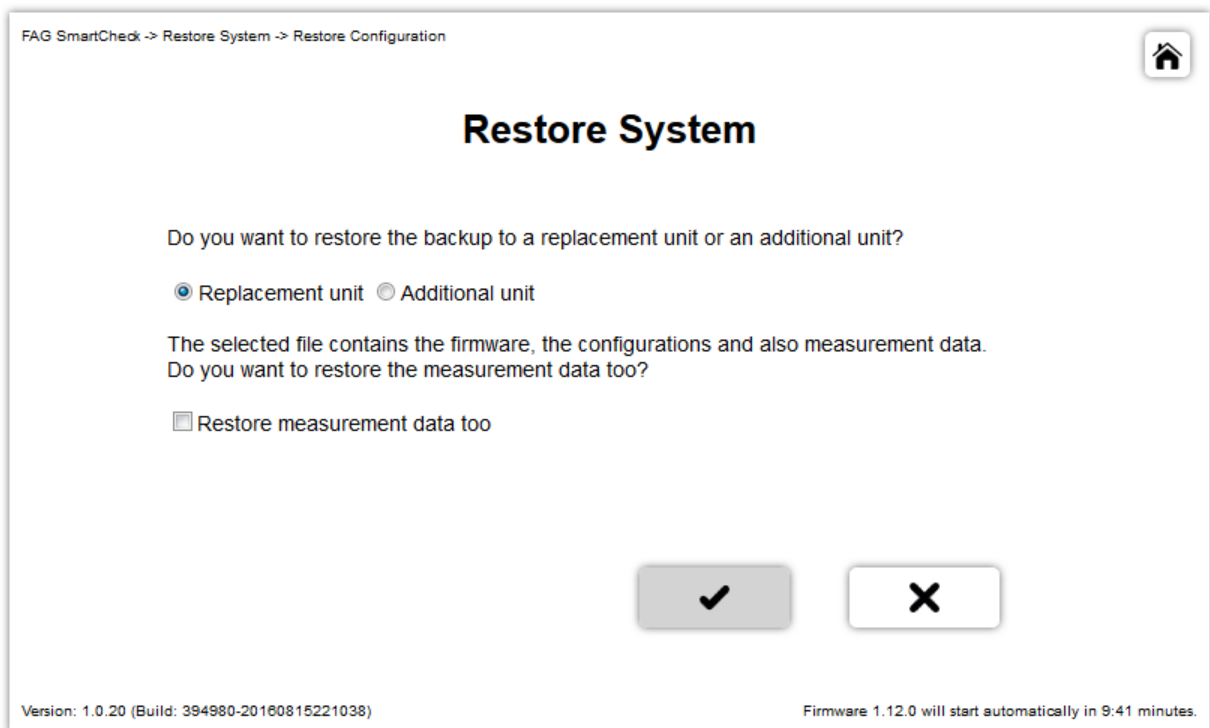 FAG SmartCheck -> Restore System -> Restore Configuration
Restore System
Do you want to restore the backup to a replacement unit or an additional unit?
Replacement unit Additional unit
The selected file contains the firmware, the configurations and also measurement data.
Do you want to restore the measurement data too?
Restore measurement data too
Version: 1.0.20 (Build: 394980-20160815221038) Firmware 1.12.0 will start automatically in 9:41 minutes.